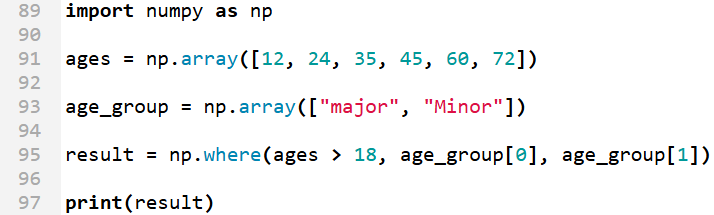 89 import numpy as np
90
91 ages = np.array([12, 24, 35, 45, 60, 72])
92
93 age_group = np.array(["major", "Minor"])
94
95 result = np.where(ages > 18, age_group[0], age_group[1])
96
97 print(result)